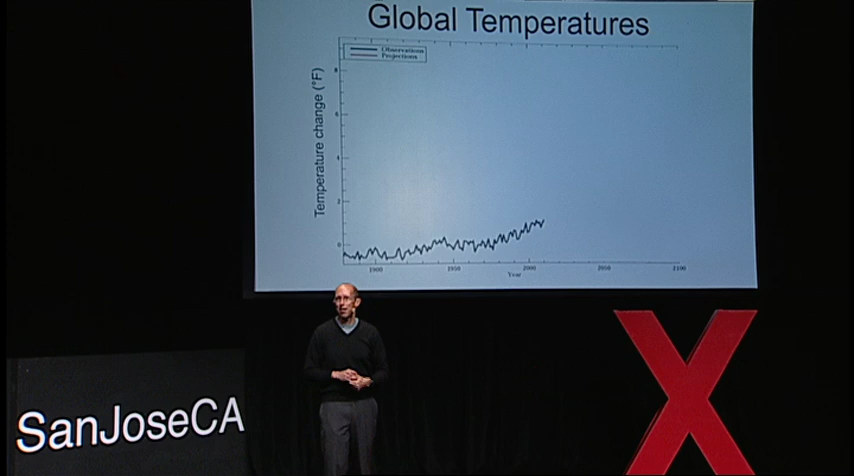 Global Temperatures
Observations
Projections
Temperature change (°F)
8
6
4
2
0
1900
1950
2000
2050
2100
Year
SanJoseCA
X